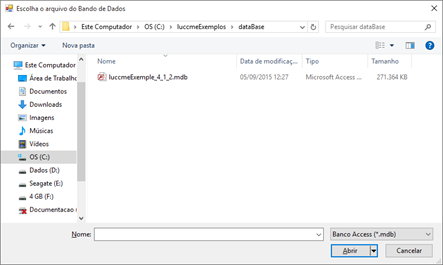 Escolha o arquivo do Bando de Dados
Este Computador > OS (C:) > luccmeExemplos > dataBase
Pesquisar dataBase
Organizar Nova pasta
Nome Data de modificaç... Tipo Tamanho
Este Computador
Área de Trabalho
Documentos
Downloads
Imagens
Músicas
Vídeos
OS (C:)
Dados (D:)
Seagate (E:)
4 GB (F:)
Documentacao
luccmeExemple_4_1_2.mdb 05/09/2015 12:27 Microsoft Access ... 271.364 KB
Nome: Banco Access (*.mdb)
Abrir Cancelar